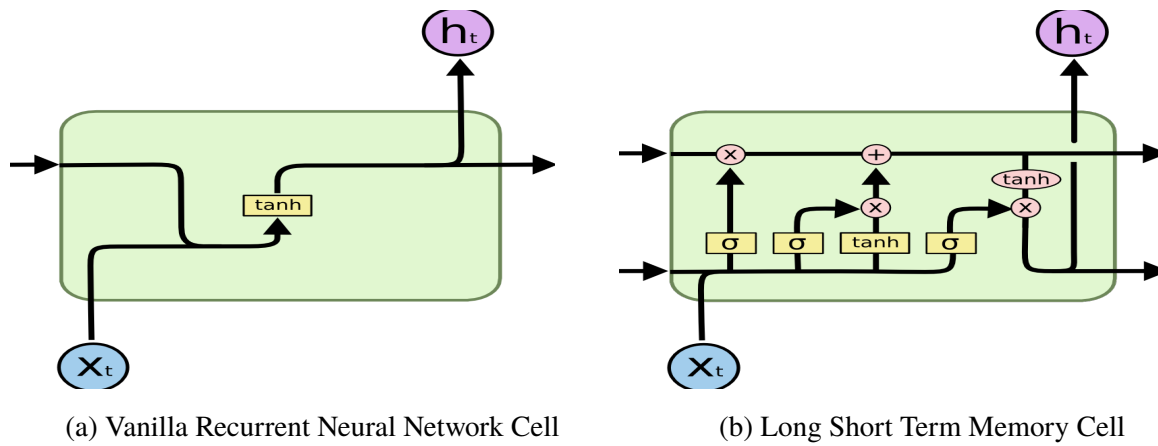 ht
tanh
xt
(a) Vanilla Recurrent Neural Network Cell
ht
x
+
tanh
x
x
σ
σ
tanh
σ
xt
(b) Long Short Term Memory Cell